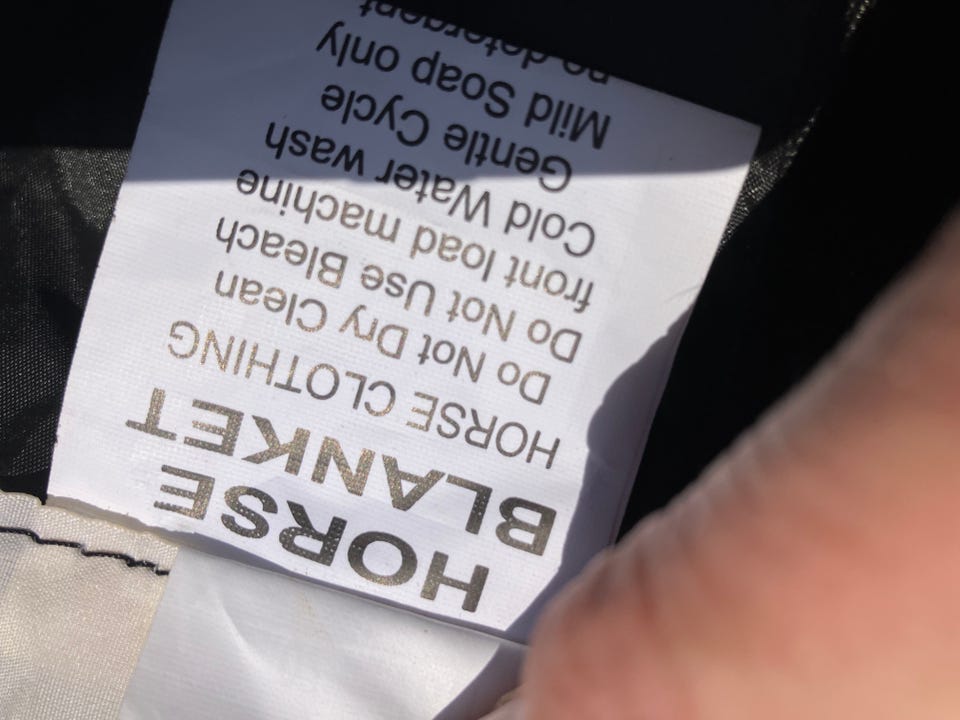 HORSE
BLANKET
HORSE CLOTHING
Do Not Dry Clean
Do Not Use Bleach
front load machine
Cold Water wash
Gentle Cycle
Mild Soap only
no detergent